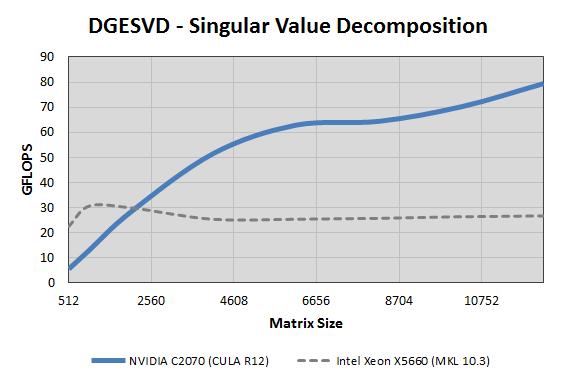 DGESVD - Singular Value Decomposition
90
80
70
60
50
40
30
20
10
0
GFLOPS
512 2560 4608 6656 8704 10752
Matrix Size
NVIDIA C2070 (CULA R12) Intel Xeon X5660 (MKL 10.3)